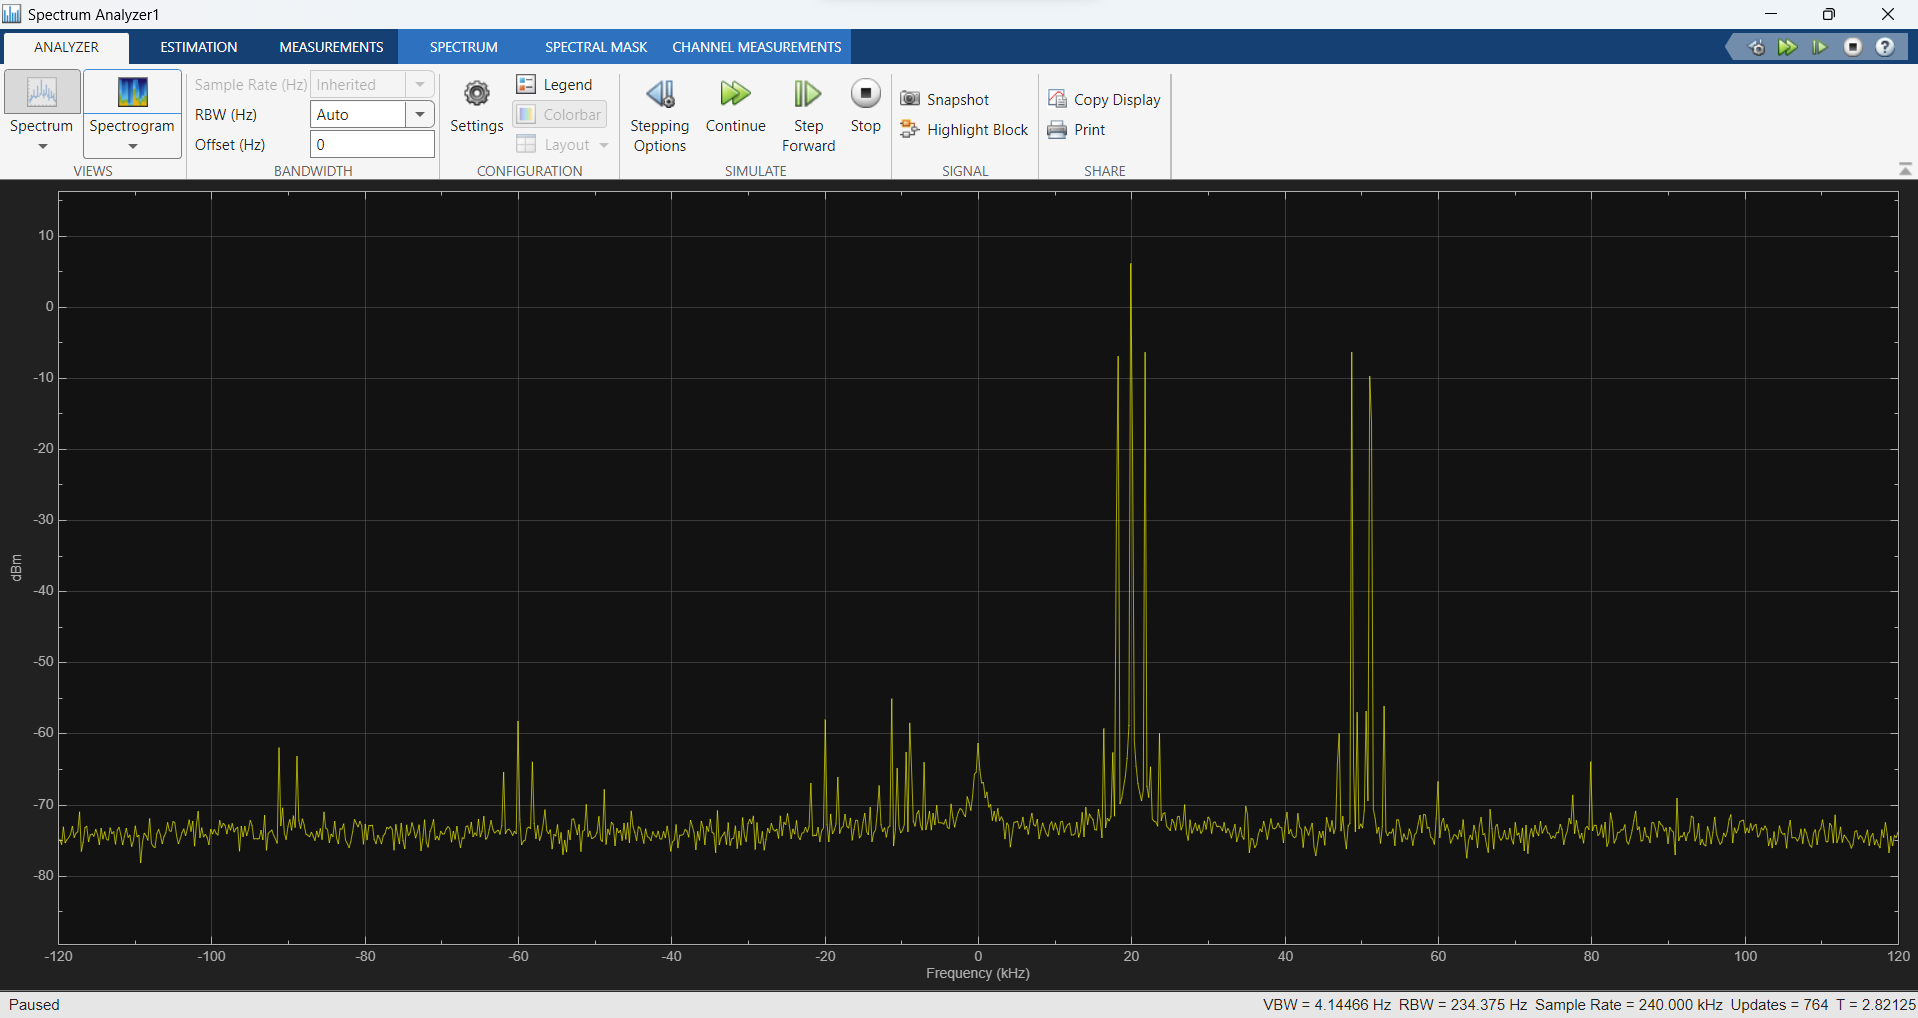 Spectrum Analyzer1
ANALYZER ESTIMATION MEASUREMENTS SPECTRUM SPECTRAL MASK CHANNEL MEASUREMENTS
Spectrum
Spectrogram
VIEWS
Sample Rate (Hz) Inherited
RBW (Hz) Auto
Offset (Hz) 0
BANDWIDTH
Settings
Legend
Colorbar
Layout
CONFIGURATION
Stepping
Options
Continue
Step
Forward
Stop
SIMULATE
Snapshot
Highlight Block
SIGNAL
Copy Display
Print
SHARE
10
0
-10
-20
-30
-40
-50
-60
-70
-80
dBm
-120 -100 -80 -60 -40 -20 0 20 40 60 80 100 120
Frequency (kHz)
Paused
VBW = 4.14466 Hz RBW = 234.375 Hz Sample Rate = 240.000 kHz Updates = 764 T = 2.82125